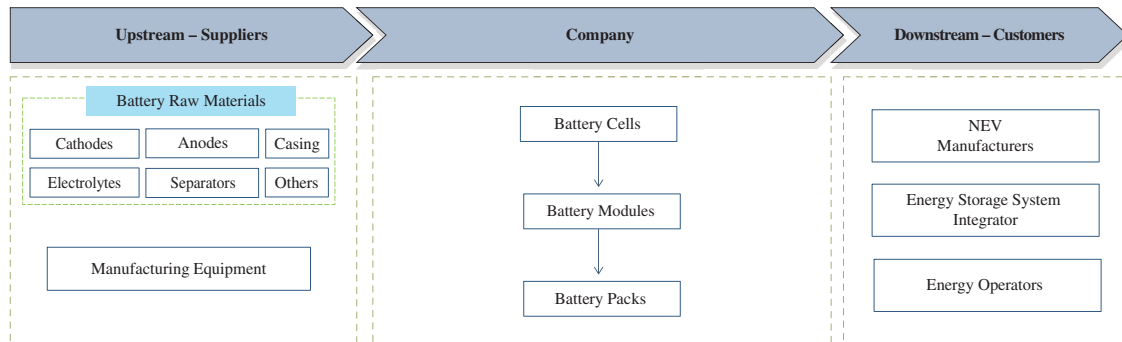 Upstream – Suppliers
Company
Downstream – Customers
Battery Raw Materials
Cathodes
Anodes
Casing
Electrolytes
Separators
Others
Manufacturing Equipment
Battery Cells
Battery Modules
Battery Packs
NEV
Manufacturers
Energy Storage System
Integrator
Energy Operators